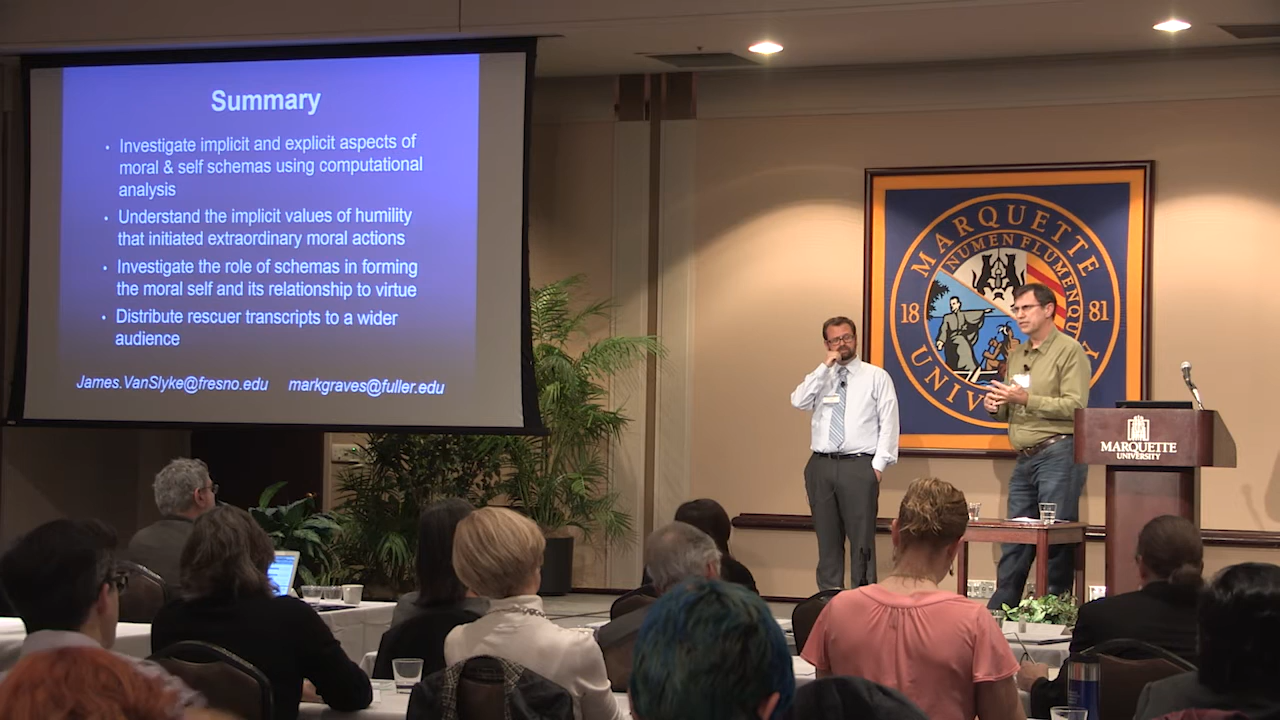 Summary
• Investigate implicit and explicit aspects of
moral & self schemas using computational
analysis
• Understand the implicit values of humility
that initiated extraordinary moral actions
• Investigate the role of schemas in forming
the moral self and its relationship to virtue
• Distribute rescuer transcripts to a wider
audience
James.VanSlyke@fresno.edu markgraves@fuller.edu
MARQUETTE
NUMEN FLUMENQ
18 81
UNIV
MARQUETTE
UNIVERSITY